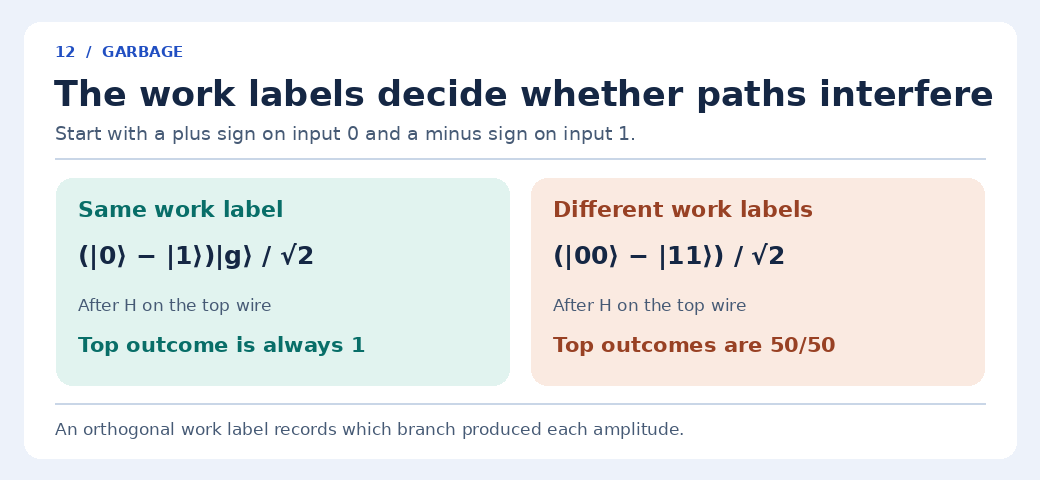 12 / GARBAGE
The work labels decide whether paths interfere
Start with a plus sign on input 0 and a minus sign on input 1.
Same work label
(|0⟩ − |1⟩)|g⟩ / √2
After H on the top wire
Top outcome is always 1
Different work labels
(|00⟩ − |11⟩) / √2
After H on the top wire
Top outcomes are 50/50
An orthogonal work label records which branch produced each amplitude.